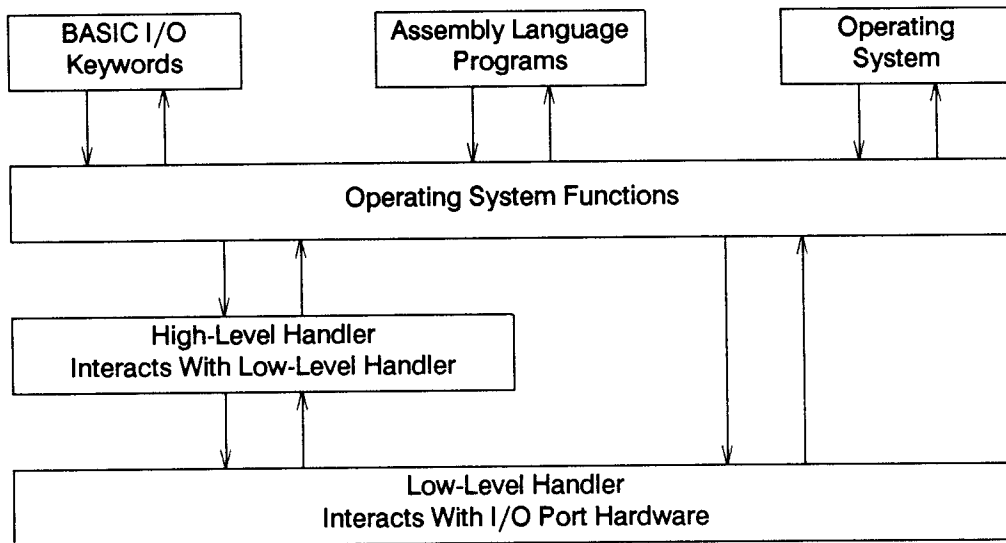 BASIC I/O
Keywords
Assembly Language
Programs
Operating
System
Operating System Functions
High-Level Handler
Interacts With Low-Level Handler
Low-Level Handler
Interacts With I/O Port Hardware